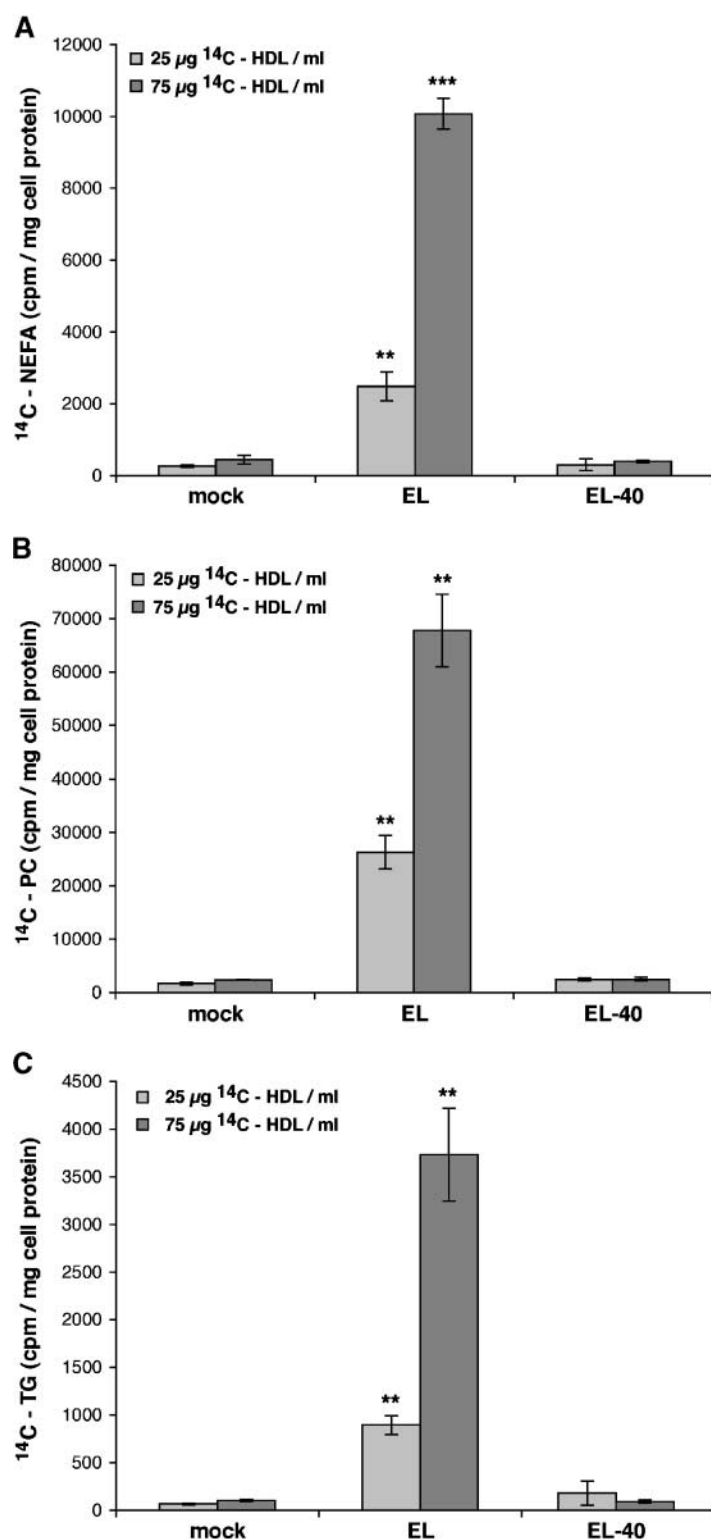 A
12000
25 µg ¹⁴C - HDL / ml
75 µg ¹⁴C - HDL / ml
***
10000
8000
6000
4000
**
2000
0
¹⁴C - NEFA (cpm / mg cell protein)
mock EL EL-40
B
80000
25 µg ¹⁴C - HDL / ml
75 µg ¹⁴C - HDL / ml
**
70000
60000
50000
40000
30000
**
20000
10000
0
¹⁴C - PC (cpm / mg cell protein)
mock EL EL-40
C
4500
25 µg ¹⁴C - HDL / ml
75 µg ¹⁴C - HDL / ml
**
4000
3500
3000
2500
2000
1500
1000
**
500
0
¹⁴C - TG (cpm / mg cell protein)
mock EL EL-40